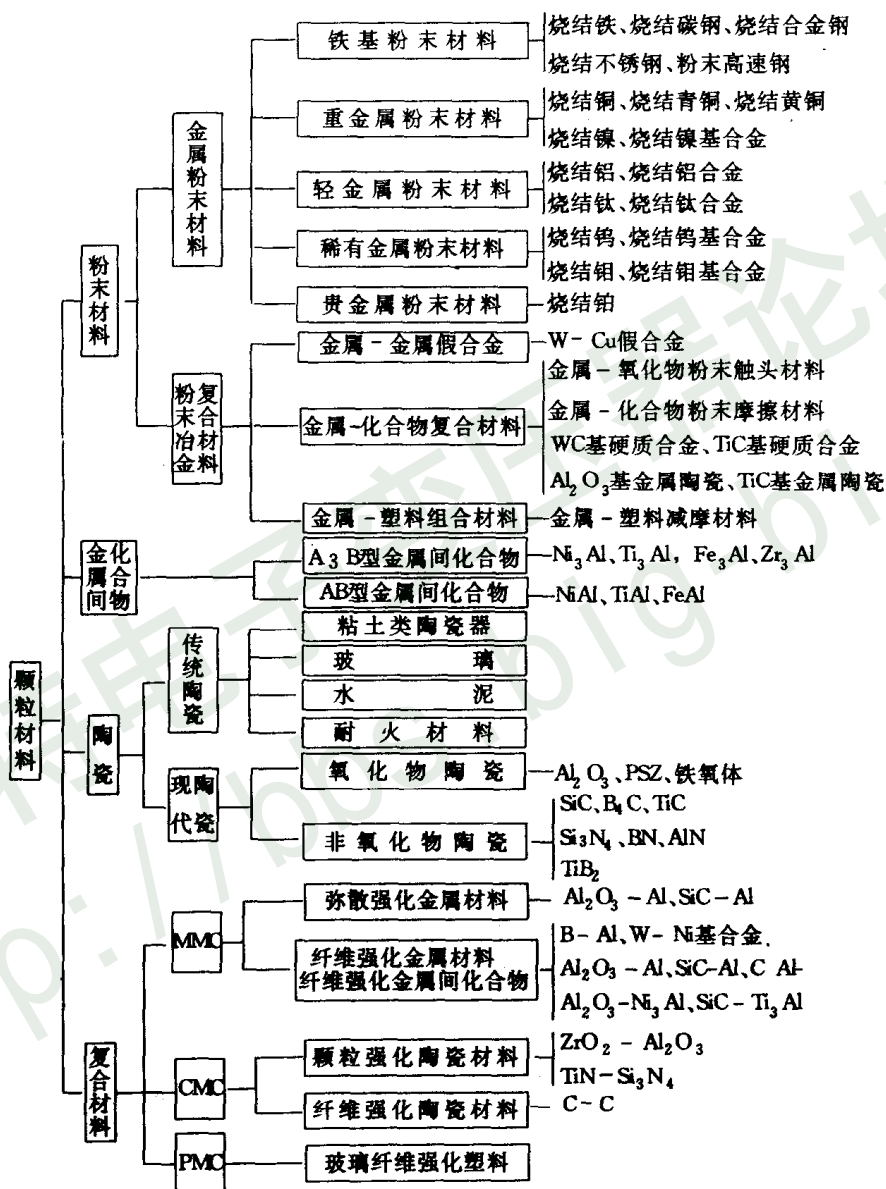 铁基粉末材料
烧结铁、烧结碳钢、烧结合金钢
烧结不锈钢、粉末高速钢
重金属粉末材料
烧结铜、烧结青铜、烧结黄铜
烧结镍、烧结镍基合金
金属粉末材料
轻金属粉末材料
烧结铝、烧结铝合金
烧结钛、烧结钛合金
稀有金属粉末材料
烧结钨、烧结钨基合金
烧结钼、烧结钼基合金
贵金属粉末材料
烧结铂
粉末材料
金属-金属假合金
W-Cu假合金
粉末冶金
复合材料
金属-化合物复合材料
金属-氧化物粉末触头材料
金属-化合物粉末摩擦材料
WC基硬质合金、TiC基硬质合金
Al₂O₃基金属陶瓷、TiC基金属陶瓷
金属-塑料组合材料
金属-塑料减摩材料
金属间
化合物
A₃B型金属间化合物
Ni₃Al、Ti₃Al, Fe₃Al、Zr₃Al
AB型金属间化合物
NiAl、TiAl、FeAl
颗粒材料
陶瓷
传统陶瓷
粘土类陶瓷器
玻璃
水泥
耐火材料
现代
陶瓷
氧化物陶瓷
Al₂O₃、PSZ、铁氧体
非氧化物陶瓷
SiC、B₄C、TiC
Si₃N₄、BN、AlN
TiB₂
复合材料
MMC
弥散强化金属材料
Al₂O₃-Al、SiC-Al
纤维强化金属材料
纤维强化金属间化合物
B-Al、W-Ni基合金.
Al₂O₃-Al、SiC-Al、C Al-
Al₂O₃-Ni₃Al、SiC-Ti₃Al
CMC
颗粒强化陶瓷材料
ZrO₂-Al₂O₃
TiN-Si₃N₄
纤维强化陶瓷材料
C-C
PMC
玻璃纤维强化塑料